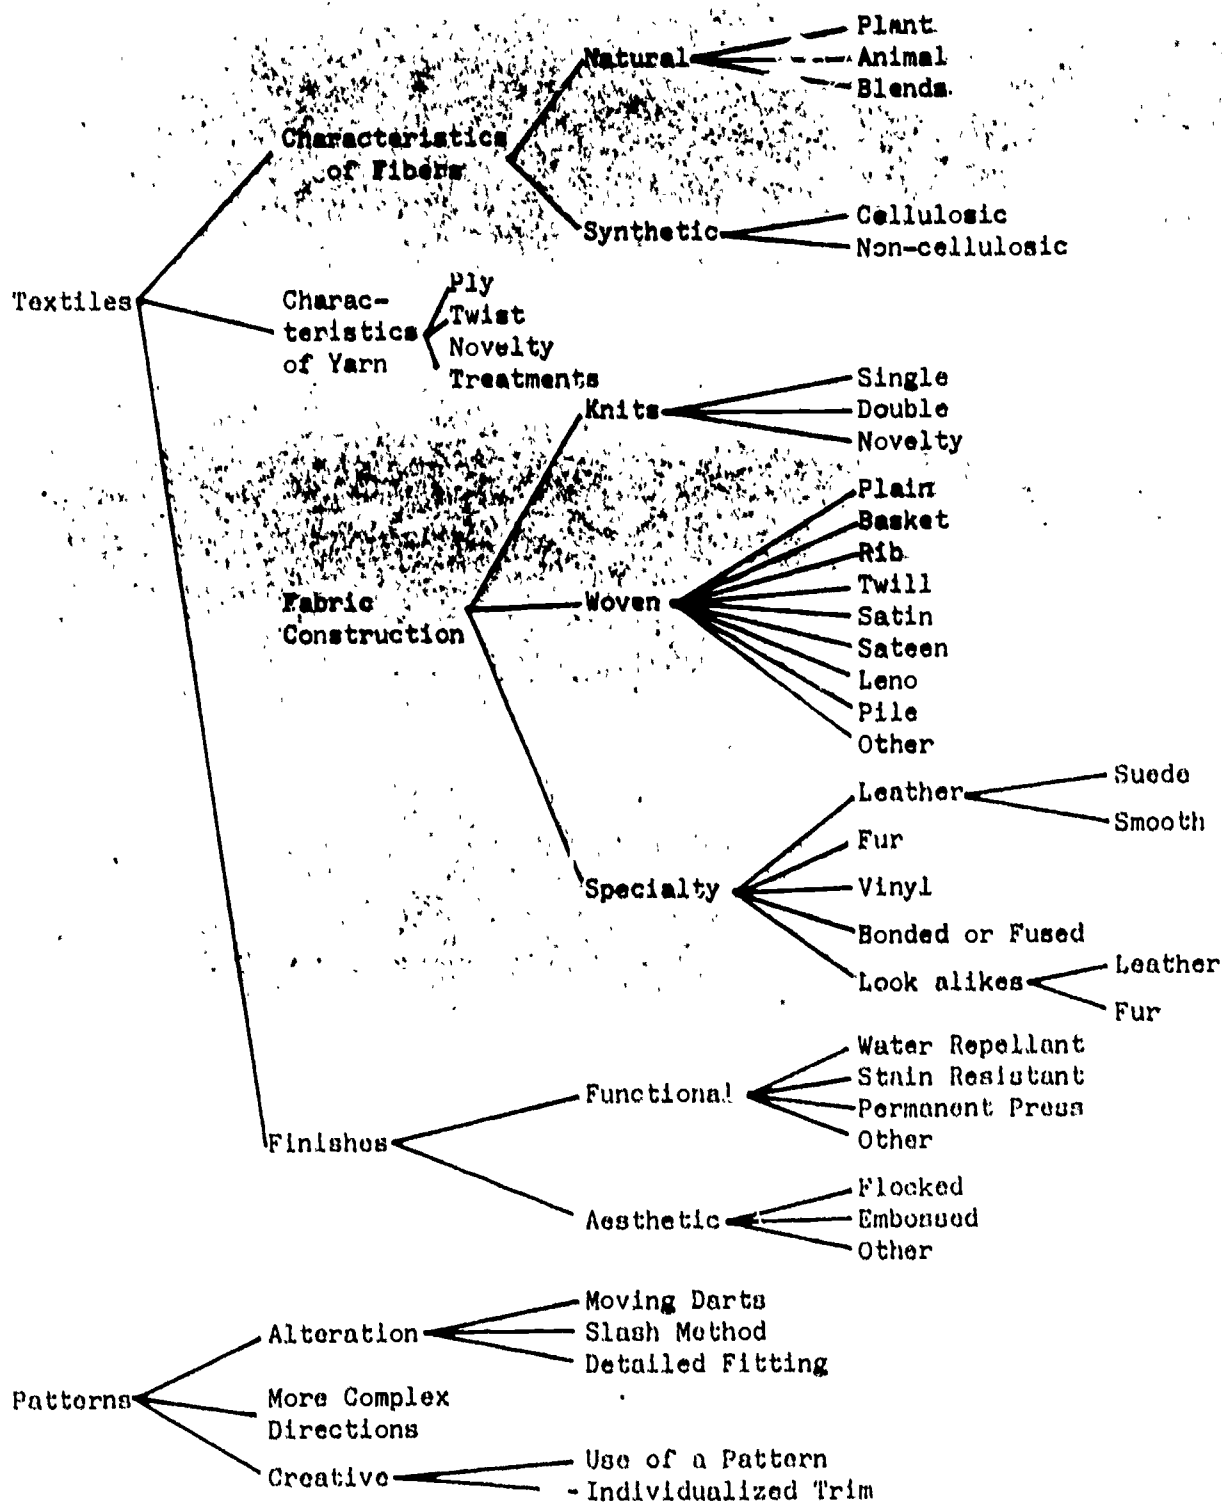 Plant
Natural
Animal
Blends
Characteristics
of Fibers
Synthetic
Cellulosic
Non-cellulosic
Textiles
Charac-
teristics
of Yarn
Ply
Twist
Novelty
Treatments
Knits
Single
Double
Novelty
Fabric
Construction
Woven
Plain
Basket
Rib
Twill
Satin
Sateen
Leno
Pile
Other
Specialty
Leather
Suede
Smooth
Fur
Vinyl
Bonded or Fused
Look alikes
Leather
Fur
Finishes
Functional
Water Repellant
Stain Resistant
Permanent Press
Other
Aesthetic
Flocked
Embossed
Other
Patterns
Alteration
Moving Darts
Slash Method
Detailed Fitting
More Complex
Directions
Creative
Use of a Pattern
- Individualized Trim